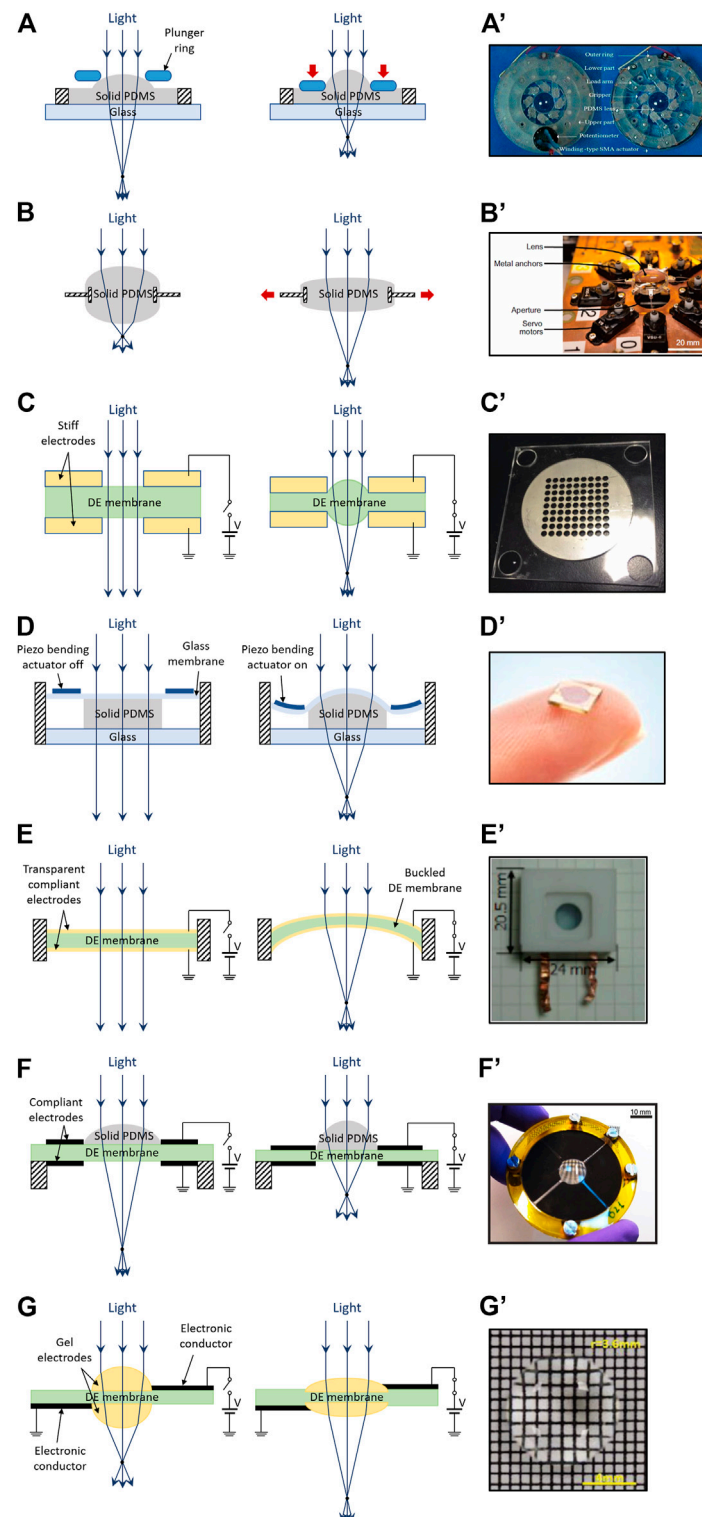 A
Light
Plunger
ring
Solid PDMS
Glass
Light
Solid PDMS
Glass
A’
Outer ring
Lower part
Load arm
Gripper
PDMS lens
Upper part
Potentiometer
Winding-type SMA actuator
B
Light
Solid PDMS
Light
Solid PDMS
B’
Lens
Metal anchors
Aperture
Servo
motors
2
1
0
20 mm
C
Light
Stiff
electrodes
DE membrane
V
Light
DE membrane
V
C’
D
Light
Piezo bending
actuator off
Glass
membrane
Solid PDMS
Glass
Light
Piezo bending
actuator on
Solid PDMS
Glass
D’
E
Light
Transparent
compliant
electrodes
DE membrane
V
Light
Buckled
DE membrane
V
E’
20.5 mm
24 mm
F
Light
Compliant
electrodes
Solid PDMS
DE membrane
V
Light
Solid PDMS
DE membrane
V
F’
10 mm
G
Light
Gel
electrodes
Electronic
conductor
DE membrane
V
Electronic
conductor
Light
DE membrane
V
G’
r=3.6mm